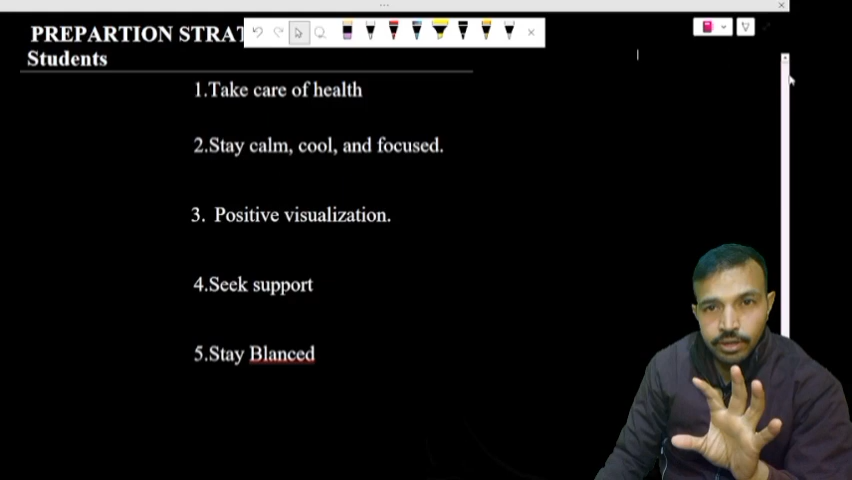 PREPARTION STRAT
Students
1.Take care of health
2.Stay calm, cool, and focused.
3. Positive visualization.
4.Seek support
5.Stay Blanced